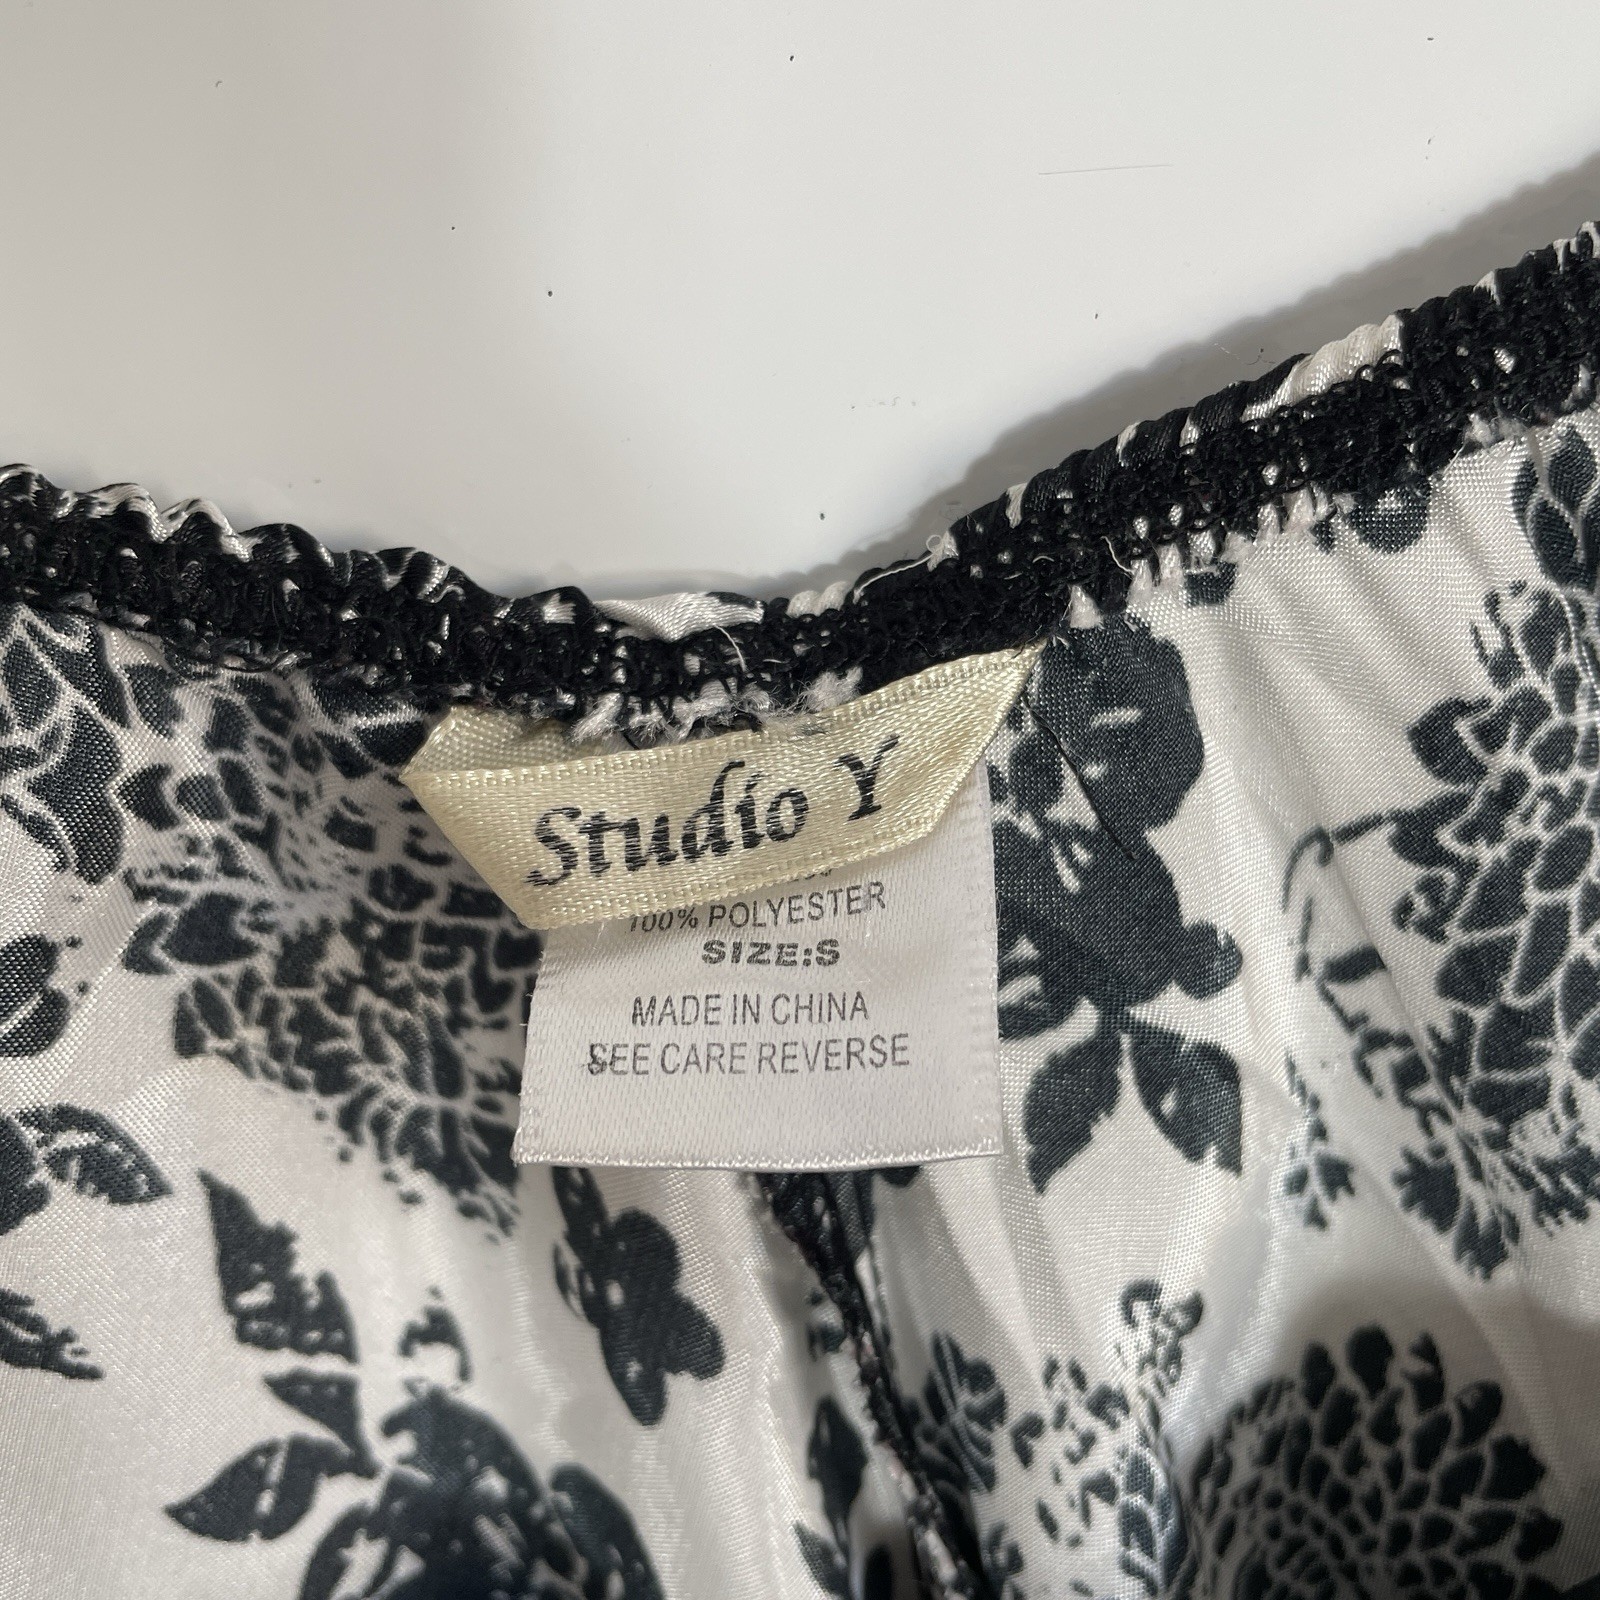 Studio Y
100% POLYESTER
SIZE:S
MADE IN CHINA
SEE CARE REVERSE